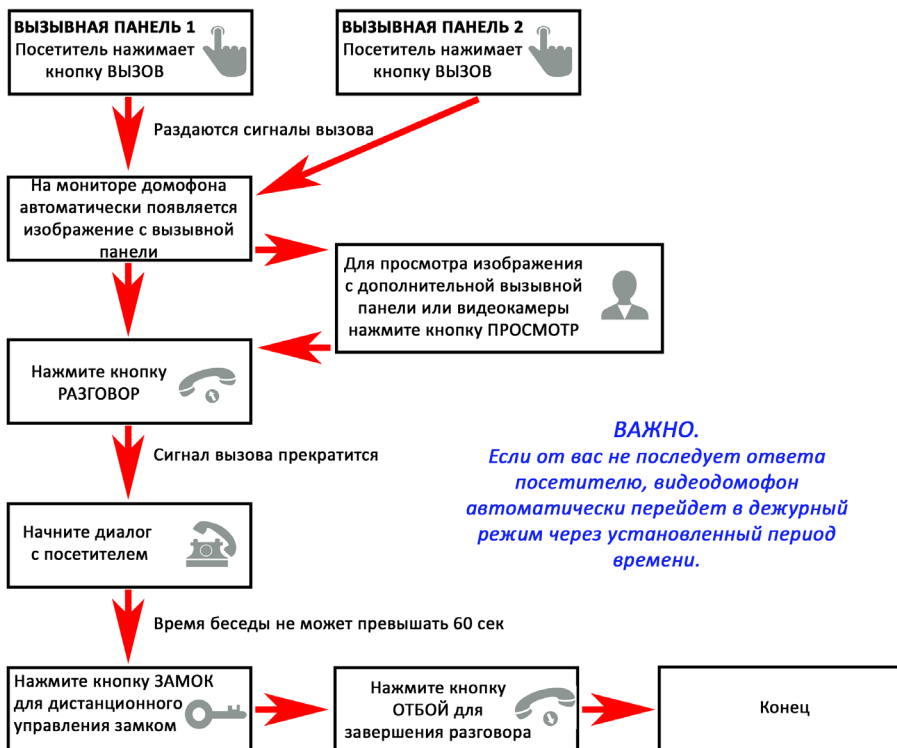 ВЫЗЫВНАЯ ПАНЕЛЬ 1
Посетитель нажимает
кнопку ВЫЗОВ
ВЫЗЫВНАЯ ПАНЕЛЬ 2
Посетитель нажимает
кнопку ВЫЗОВ
Раздаются сигналы вызова
На мониторе домофона
автоматически появляется
изображение с вызывной
панели
Для просмотра изображения
с дополнительной вызывной
панели или видеокамеры
нажмите кнопку ПРОСМОТР
Нажмите кнопку
РАЗГОВОР
Сигнал вызова прекратится
ВАЖНО.
Если от вас не последует ответа
посетителю, видеодомофон
автоматически перейдет в дежурный
режим через установленный период
времени.
Начните диалог
с посетителем
Время беседы не может превышать 60 сек
Нажмите кнопку ЗАМОК
для дистанционного
управления замком
Нажмите кнопку
ОТБОЙ для
завершения разговора
Конец